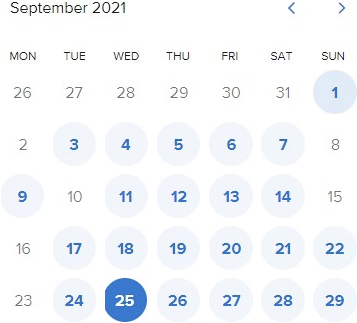 September 2021
MON TUE WED THU FRI SAT SUN
26 27 28 29 30 31 1
2 3 4 5 6 7 8
9 10 11 12 13 14 15
16 17 18 19 20 21 22
23 24 25 26 27 28 29